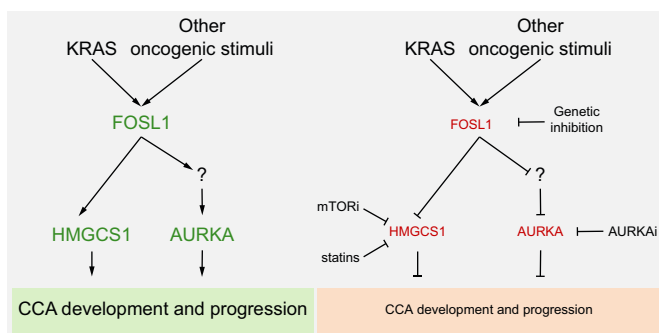 Other
KRAS oncogenic stimuli
FOSL1
?
HMGCS1 AURKA
CCA development and progression
Other
KRAS oncogenic stimuli
FOSL1
Genetic
inhibition
?
mTORi
HMGCS1
AURKA
AURKAi
statins
CCA development and progression